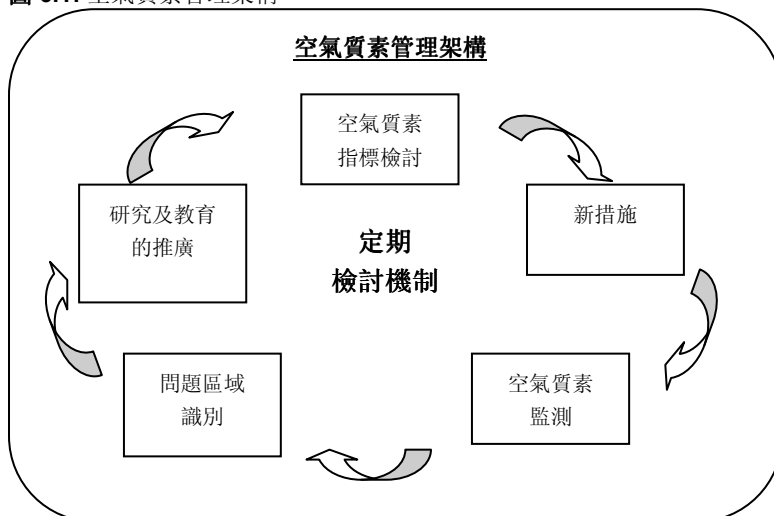 空氣質素管理架構
空氣質素
指標檢討
研究及教育
的推廣
新措施
定期
檢討機制
問題區域
識別
空氣質素
監測